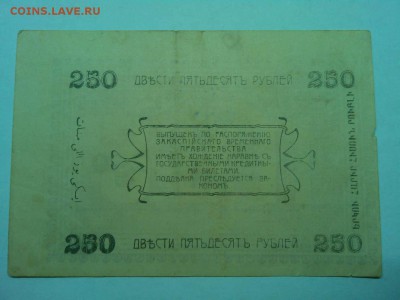 COINS.LAVE.RU
250 ДВѢСТИ ПЯТЬДЕСЯТЪ РУБЛЕЙ 250
ВЫПУЩЕНЪ ПО РАСПОРЯЖЕНІЮ
ЗАКАСПІЙСКАГО ВРЕМЕННАГО
ПРАВИТЕЛЬСТВА
ИМѢЕТЪ ХОЖДЕНІЕ НАРАВНѢ СЪ
ГОСУДАРСТВЕННЫМИ КРЕДИТНЫ-
МИ БИЛЕТАМИ.
ПОДДѢЛКА ПРЕСЛѢДУЕТСЯ ЗА-
КОНОМЪ
250 ДВѢСТИ ПЯТЬДЕСЯТЪ РУБЛЕЙ 250